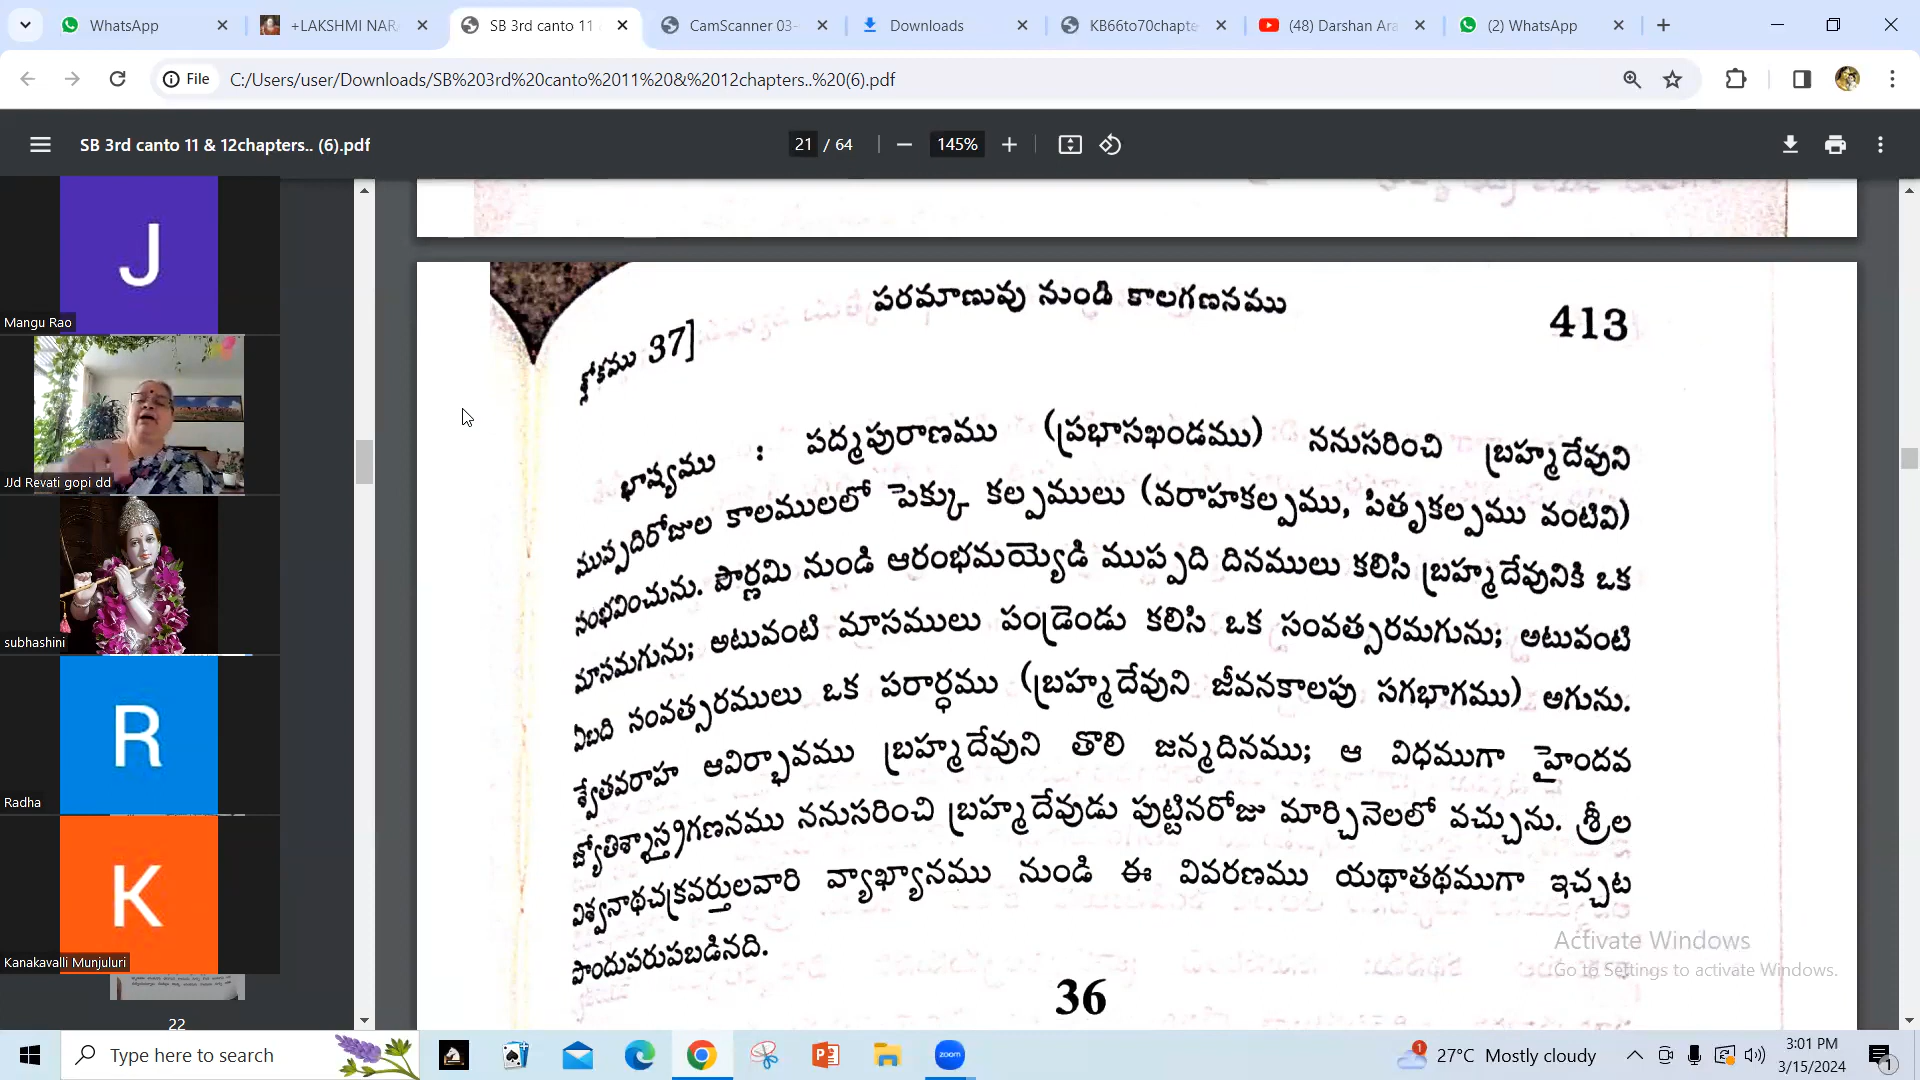 WhatsApp
+LAKSHMI NAR
SB 3rd canto 11
CamScanner 03-
Downloads
KB66to70chapte
(48) Darshan Ara
(2) WhatsApp
File
C:/Users/user/Downloads/SB%203rd%20canto%2011%20&%2012chapters..%20(6).pdf
SB 3rd canto 11 & 12chapters.. (6).pdf
21 / 64
145%
J
Mangu Rao
JJd Revati gopi dd
subhashini
R
Radha
K
Kanakavalli Munjuluri
22
శ్లోకము 37]
పరమాణువు నుండి కాలగణనము
413
భాష్యము : పద్మపురాణము (ప్రభాసఖండము) ననుసరించి బ్రహ్మదేవుని
ముప్పదిరోజుల కాలములలో పెక్కు కల్పములు (వరాహకల్పము, పితృకల్పము వంటివి)
సంభవించును. పౌర్ణమి నుండి ఆరంభమయ్యెడి ముప్పది దినములు కలిసి బ్రహ్మదేవునికి ఒక
మాసమగును; అటువంటి మాసములు పండ్రెండు కలిసి ఒక సంవత్సరమగును; అటువంటి
ఏబది సంవత్సరములు ఒక పరార్ధము (బ్రహ్మదేవుని జీవనకాలపు సగభాగము) అగును.
శ్వేతవరాహ ఆవిర్భావము బ్రహ్మదేవుని తొలి జన్మదినము; ఆ విధముగా హైందవ
జ్యోతిశ్శాస్త్రగణనము ననుసరించి బ్రహ్మదేవుడు పుట్టినరోజు మార్చినెలలో వచ్చును. శ్రీల
విశ్వనాథచక్రవర్తులవారి వ్యాఖ్యానము నుండి ఈ వివరణము యథాతథముగా ఇచ్చట
పొందుపరుపబడినది.
36
Activate Windows
Go to Settings to activate Windows.
Type here to search
zoom
1
27°C Mostly cloudy
3:01 PM
3/15/2024
1